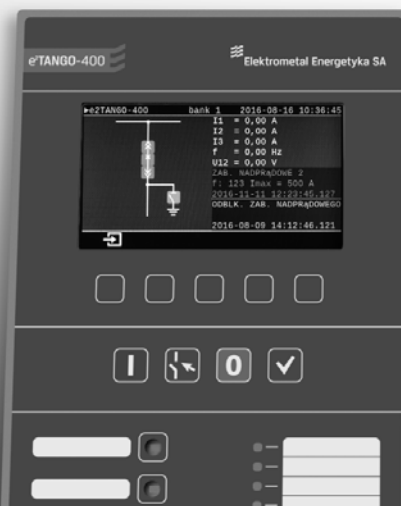 e²TANGO-400
Elektrometal Energetyka SA
►e2TANGO-400 bank 1 2016-08-16 10:36:45
I1 = 0,00 A
I2 = 0,00 A
I3 = 0,00 A
f = 0,00 Hz
U12 = 0,00 V
ZAB. NADPRĄDOWE 2
f: 123 Imax = 500 A
2016-11-11 12:23:45.127
ODBLK. ZAB. NADPRĄDOWEGO
2016-08-09 14:12:46.121
I
0